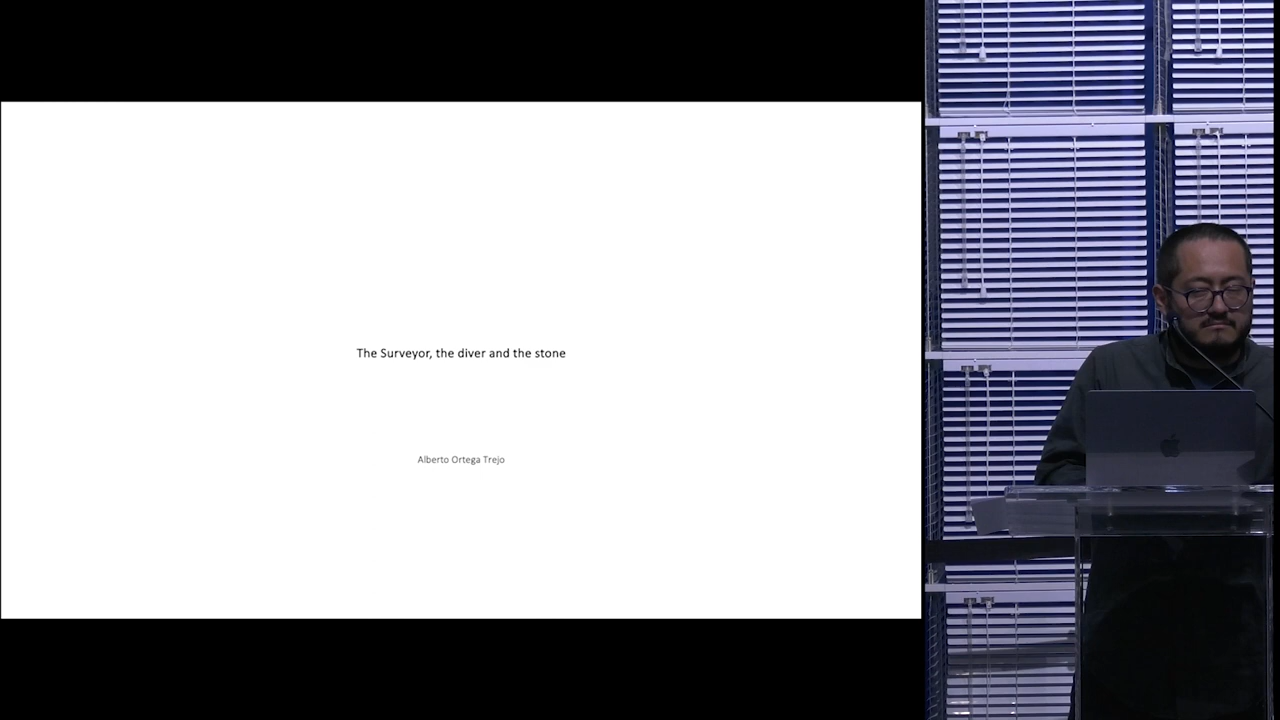 The Surveyor, the diver and the stone
Alberto Ortega Trejo